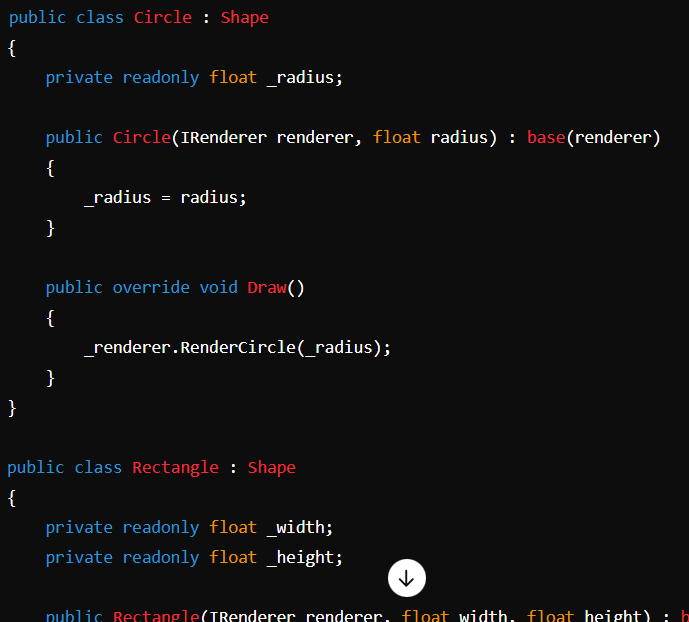 public class Circle : Shape
{
    private readonly float _radius;

    public Circle(IRenderer renderer, float radius) : base(renderer)
    {
        _radius = radius;
    }

    public override void Draw()
    {
        _renderer.RenderCircle(_radius);
    }
}

public class Rectangle : Shape
{
    private readonly float _width;
    private readonly float _height;

    public Rectangle(IRenderer renderer, float width, float height) :